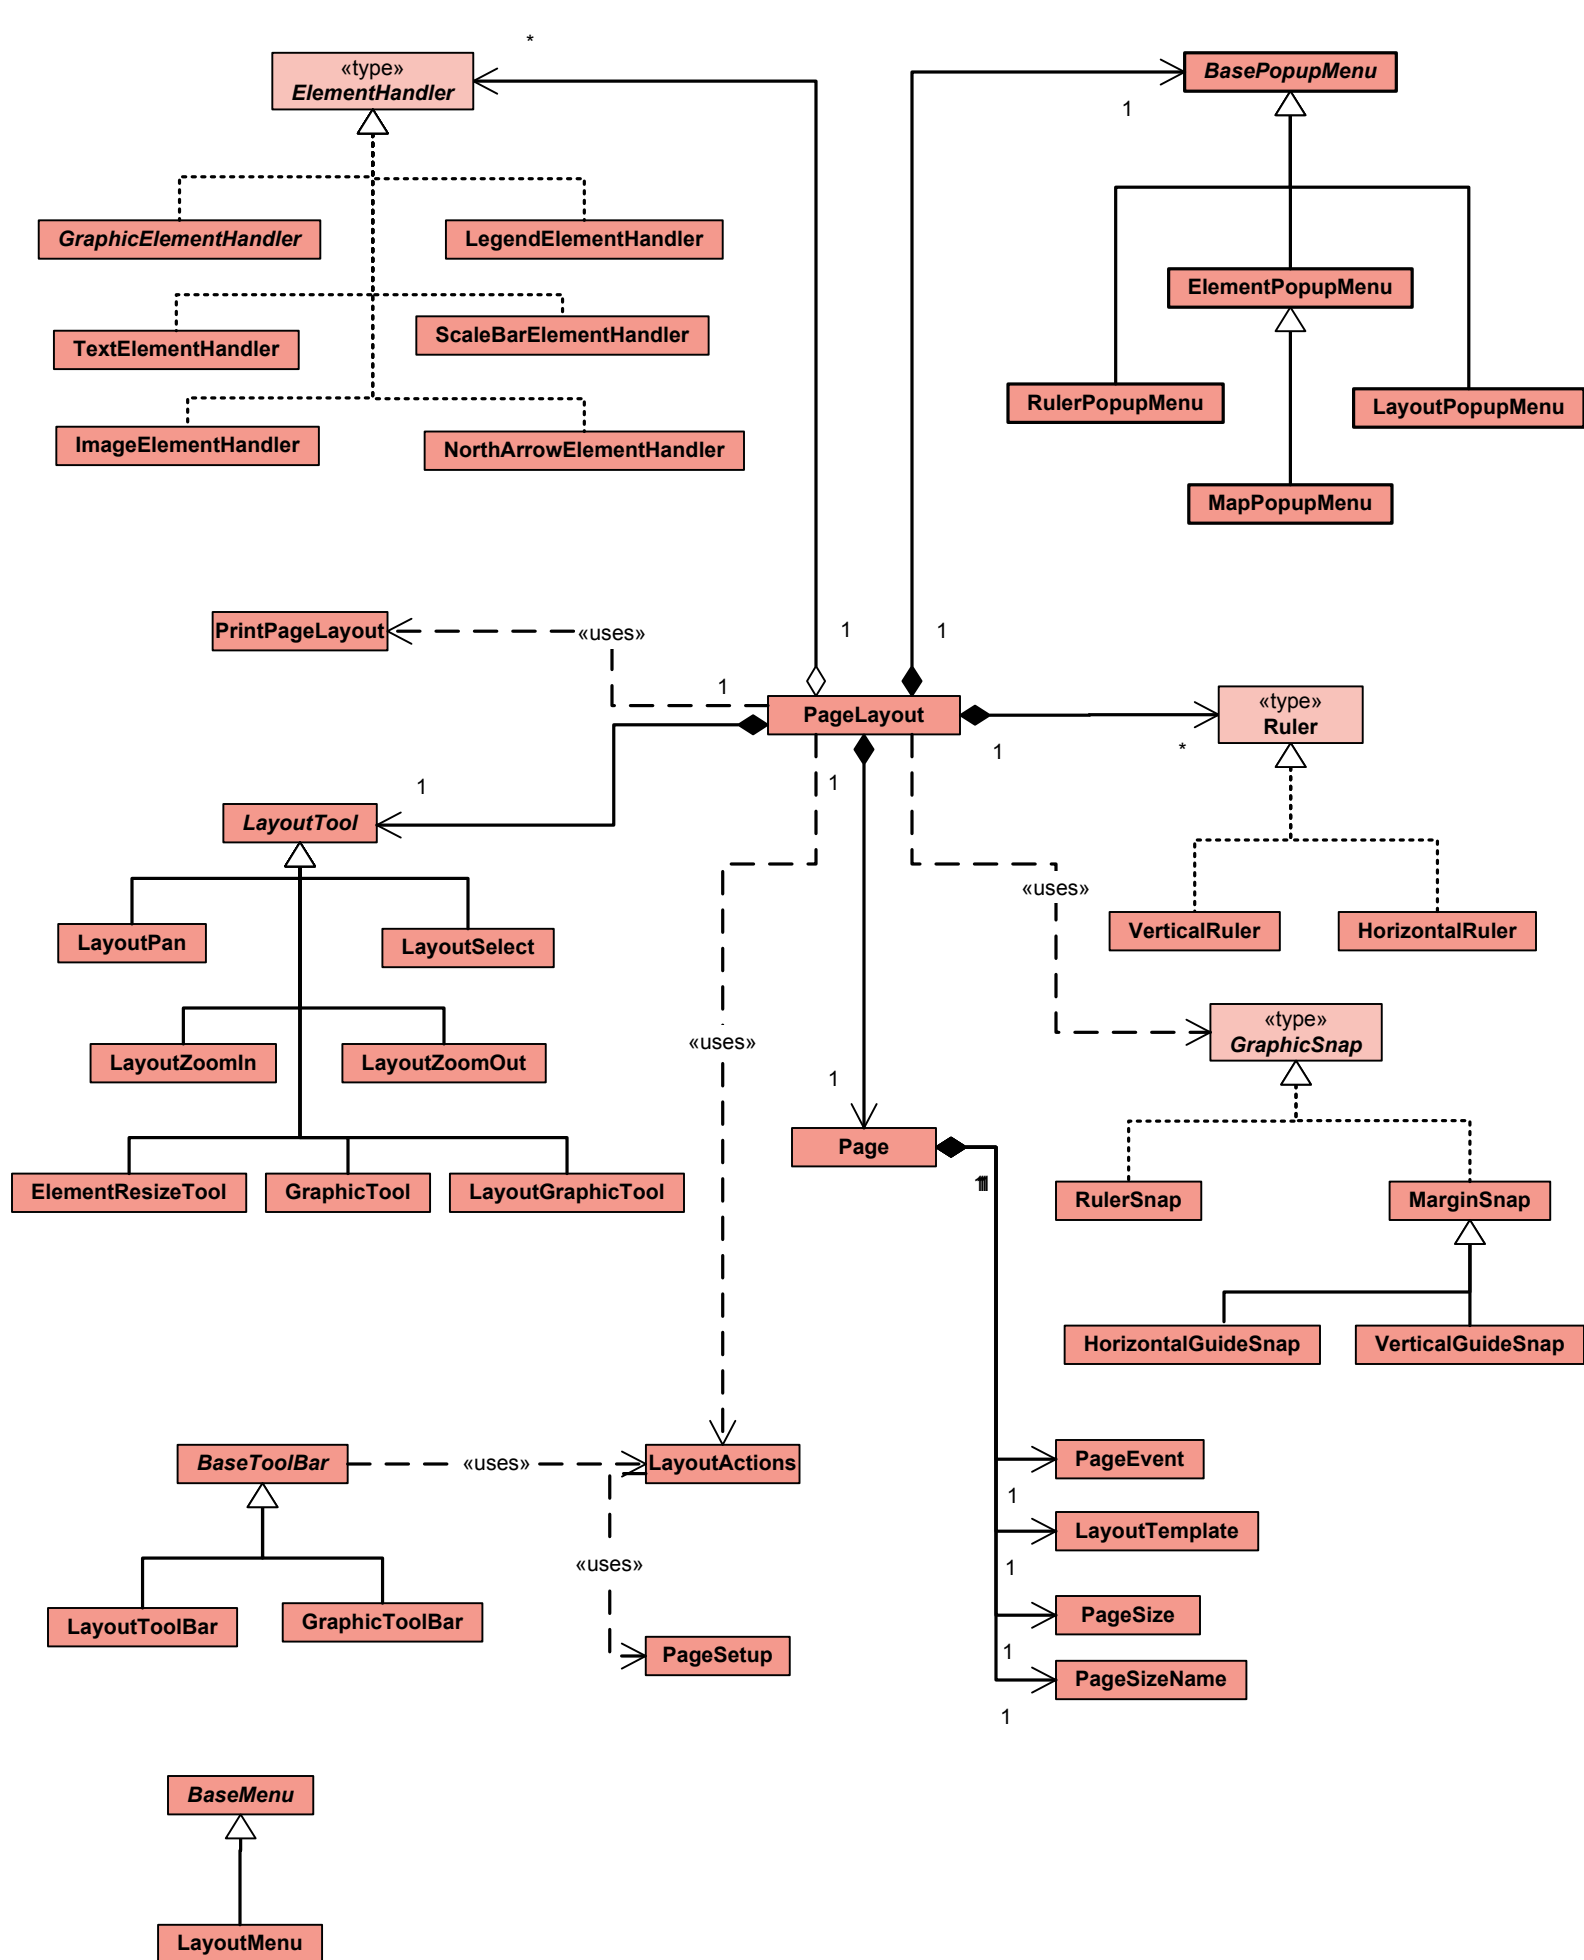 *
«type»
ElementHandler
BasePopupMenu
1
GraphicElementHandler
LegendElementHandler
ElementPopupMenu
TextElementHandler
ScaleBarElementHandler
RulerPopupMenu
LayoutPopupMenu
ImageElementHandler
NorthArrowElementHandler
MapPopupMenu
PrintPageLayout
«uses»
1
1
1
PageLayout
«type»
Ruler
1
*
1
1
LayoutTool
«uses»
LayoutPan
LayoutSelect
VerticalRuler
HorizontalRuler
«type»
GraphicSnap
«uses»
LayoutZoomIn
LayoutZoomOut
1
Page
ElementResizeTool
GraphicTool
LayoutGraphicTool
RulerSnap
MarginSnap
HorizontalGuideSnap
VerticalGuideSnap
BaseToolBar
«uses»
LayoutActions
PageEvent
1
LayoutTemplate
«uses»
1
LayoutToolBar
GraphicToolBar
PageSize
1
PageSetup
PageSizeName
1
BaseMenu
LayoutMenu